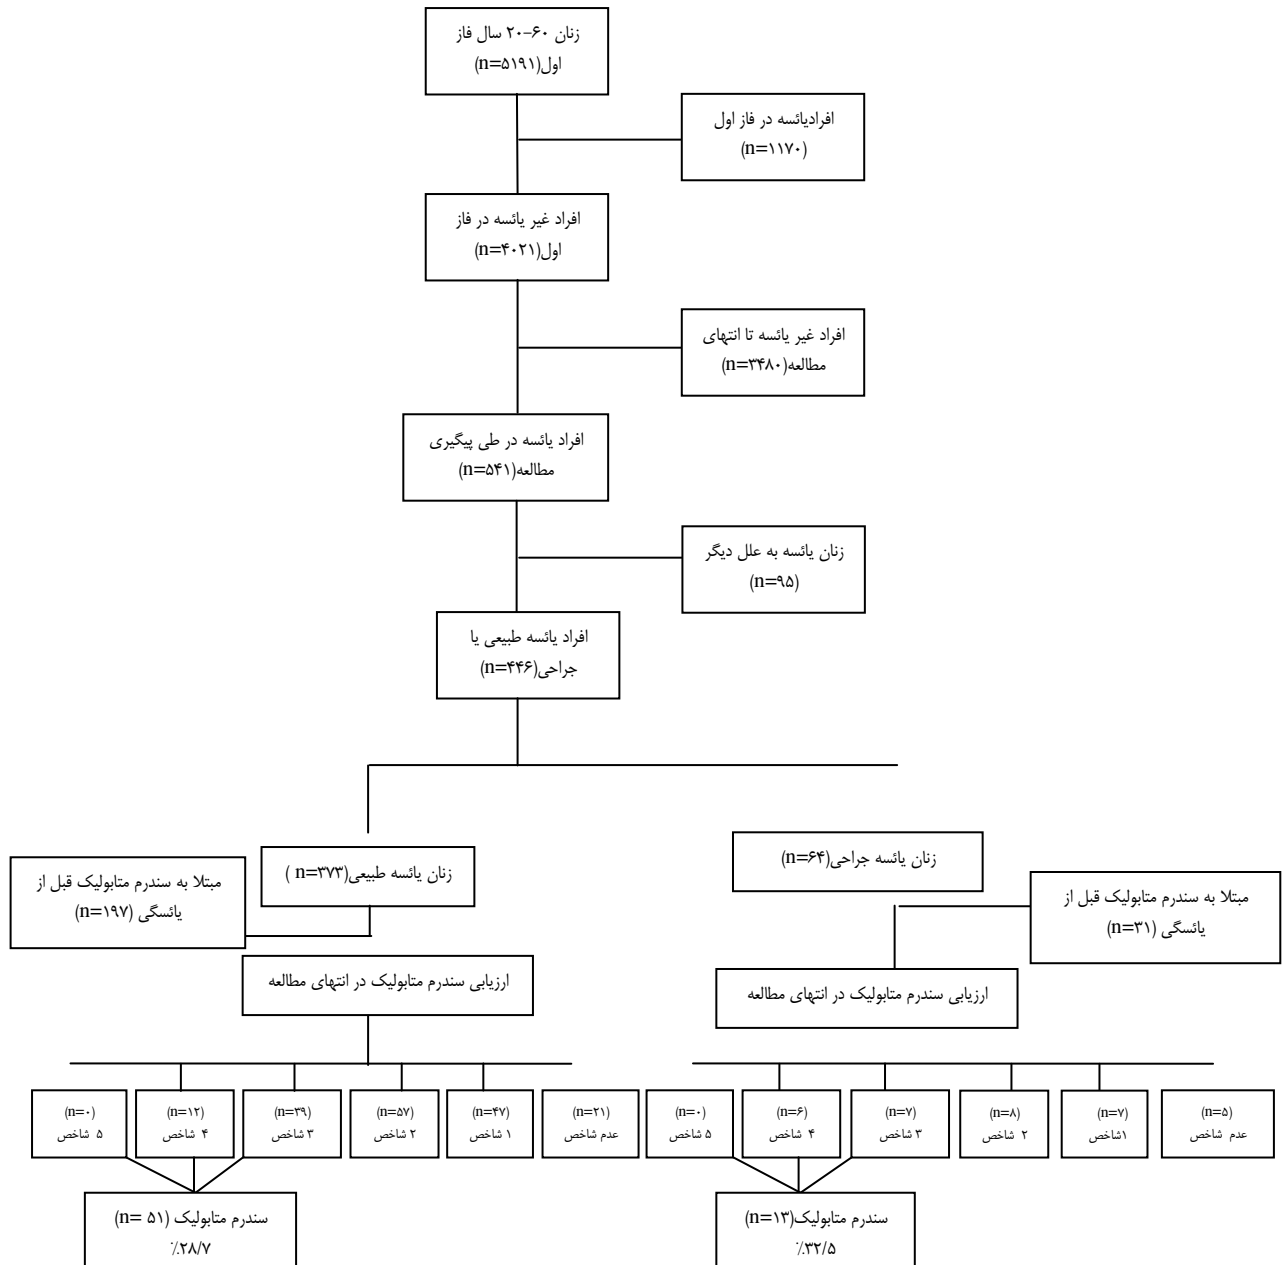 زنان ۶۰-۲۰ سال فاز
اول(n=۵۱۹۱)
افرادیائسه در فاز اول
(n=۱۱۷۰)
افراد غیر یائسه در فاز
اول(n=۴۰۲۱)
افراد غیر یائسه تا انتهای
مطالعه(n=۳۴۸۰)
افراد یائسه در طی پیگیری
مطالعه(n=۵۴۱)
زنان یائسه به علل دیگر
(n=۹۵)
افراد یائسه طبیعی یا
جراحی(n=۴۴۶)
زنان یائسه جراحی(n=۶۴)
مبتلا به سندرم متابولیک قبل از
یائسگی (n=۳۱)
زنان یائسه طبیعی(n=۳۷۳ )
مبتلا به سندرم متابولیک قبل از
یائسگی (n=۱۹۷)
ارزیابی سندرم متابولیک در انتهای مطالعه
ارزیابی سندرم متابولیک در انتهای مطالعه
(n=۵)
عدم شاخص
(n=۷)
۱شاخص
(n=۸)
۲ شاخص
(n=۷)
۳ شاخص
(n=۶)
۴ شاخص
(n=۰)
۵ شاخص
(n=۲۱)
عدم شاخص
(n=۴۷)
۱ شاخص
(n=۵۷)
۲ شاخص
(n=۳۹)
۳ شاخص
(n=۱۲)
۴ شاخص
(n=۰)
۵ شاخص
سندرم متابولیک(n=۱۳)
٪۳۲/۵
سندرم متابولیک (n= ۵۱)
٪۲۸/۷